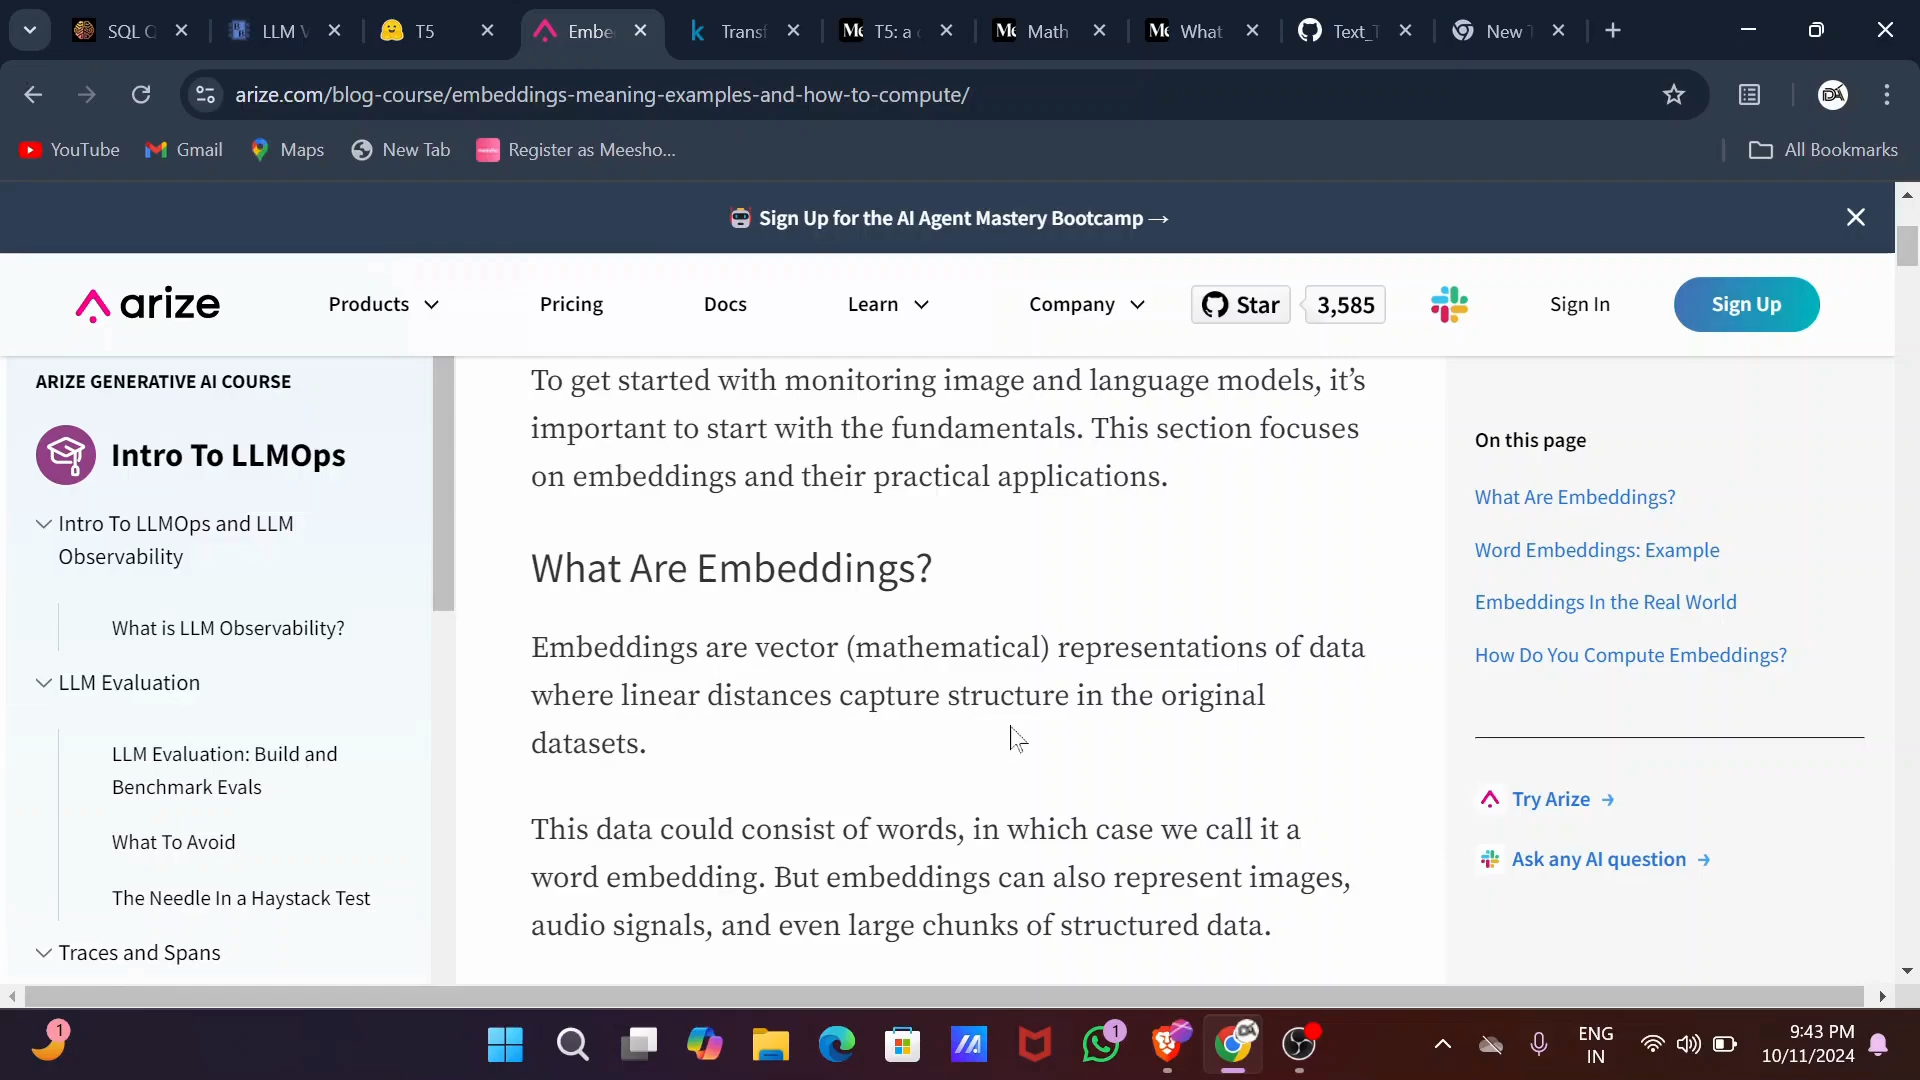 SQL Q
LLM V
T5
Embe
Transf
T5: a c
Math
What
Text_T
New T
arize.com/blog-course/embeddings-meaning-examples-and-how-to-compute/
YouTube
Gmail
Maps
New Tab
Register as Meesho...
All Bookmarks
Sign Up for the AI Agent Mastery Bootcamp →
arize
Products
Pricing
Docs
Learn
Company
Star
3,585
Sign In
Sign Up
ARIZE GENERATIVE AI COURSE
Intro To LLMOps
Intro To LLMOps and LLM
Observability
What is LLM Observability?
LLM Evaluation
LLM Evaluation: Build and
Benchmark Evals
What To Avoid
The Needle In a Haystack Test
Traces and Spans
To get started with monitoring image and language models, it’s
important to start with the fundamentals. This section focuses
on embeddings and their practical applications.
What Are Embeddings?
Embeddings are vector (mathematical) representations of data
where linear distances capture structure in the original
datasets.
This data could consist of words, in which case we call it a
word embedding. But embeddings can also represent images,
audio signals, and even large chunks of structured data.
On this page
What Are Embeddings?
Word Embeddings: Example
Embeddings In the Real World
How Do You Compute Embeddings?
Try Arize →
Ask any AI question →
1
1
ENG
IN
9:43 PM
10/11/2024